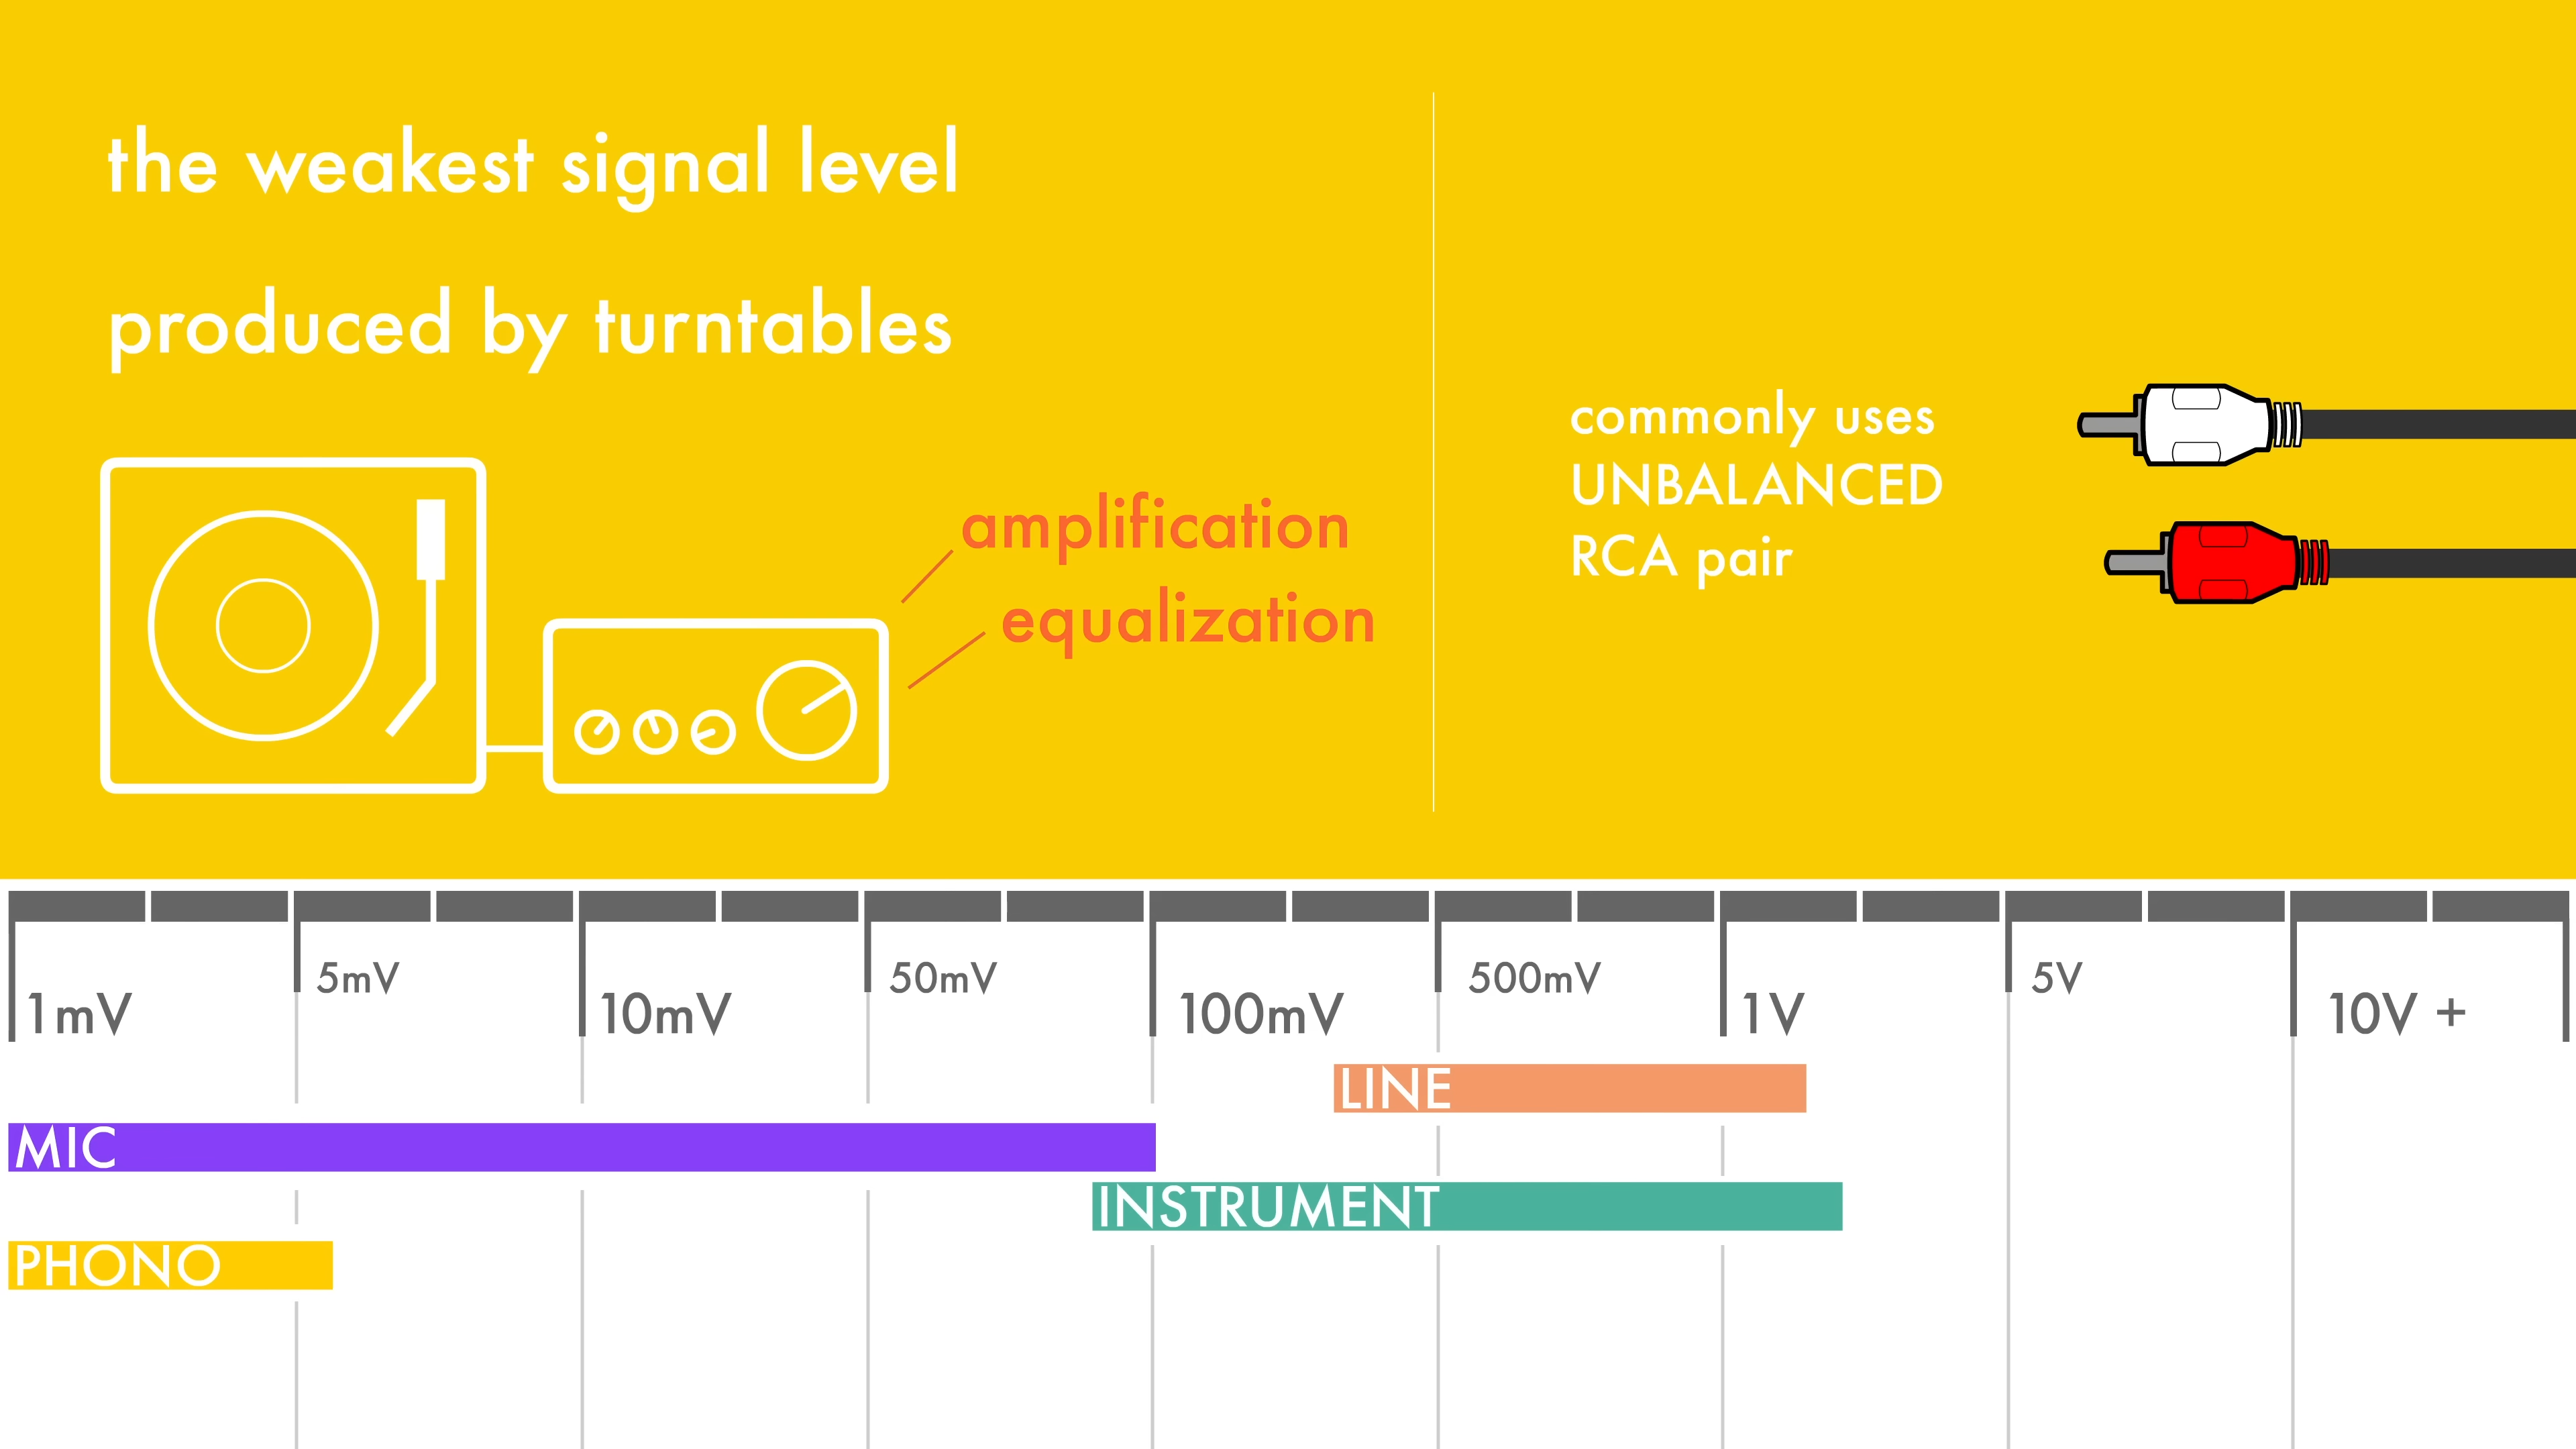 the weakest signal level
produced by turntables
amplification
equalization
commonly uses
UNBALANCED
RCA pair
1mV
5mV
10mV
50mV
100mV
500mV
1V
5V
10V +
LINE
MIC
INSTRUMENT
PHONO